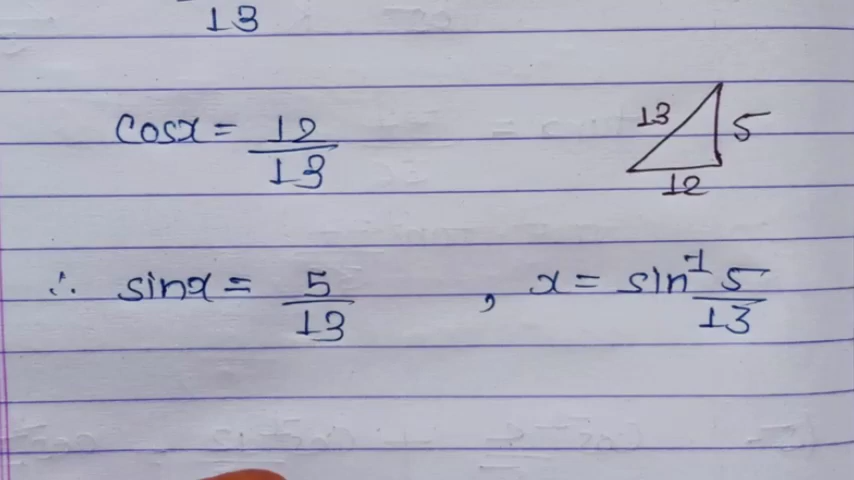 13
cosx = 12/13
13 5
12
∴ sinx = 5/13 , x = sin⁻¹ 5/13